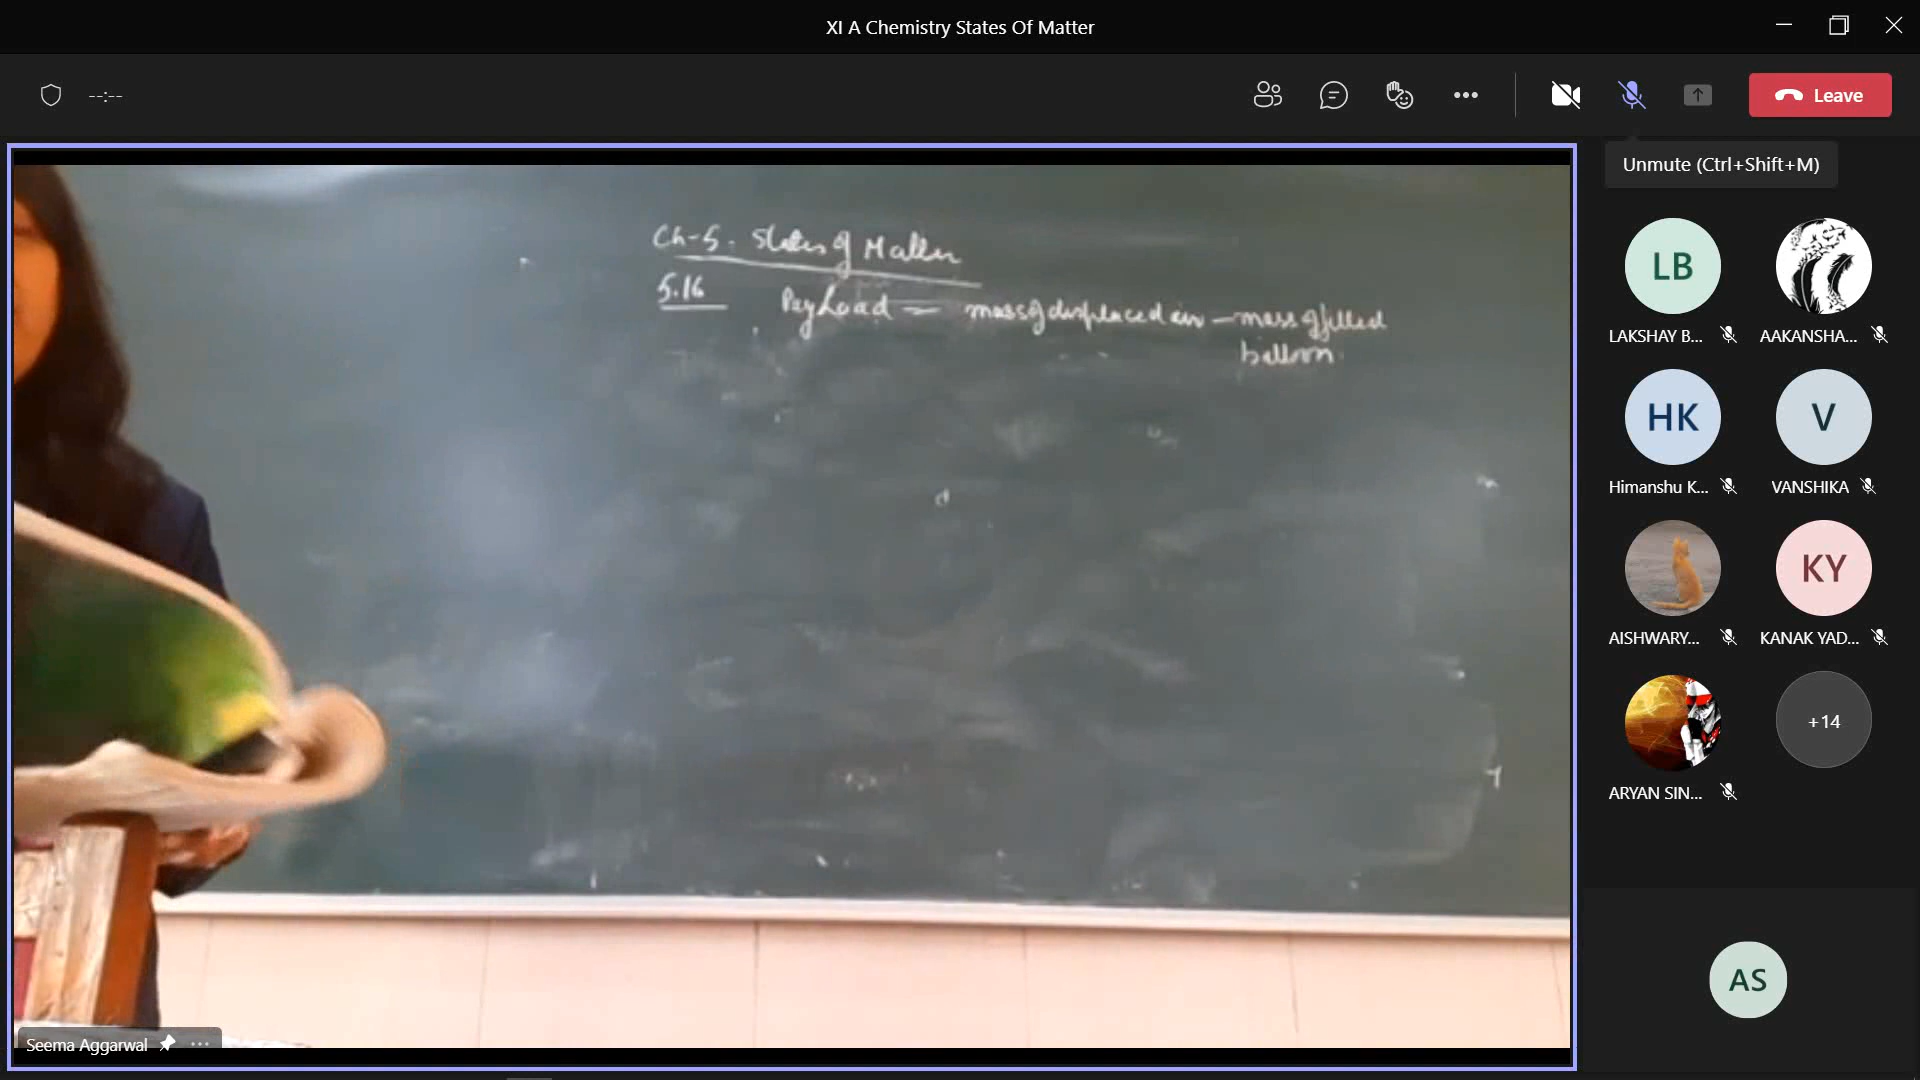 XI A Chemistry States Of Matter
--:--
Leave
Unmute (Ctrl+Shift+M)
Ch-5. States of Matter
5.16 PayLoad = mass of displaced air - mass of filled
balloon
LB
LAKSHAY B...
AAKANSHA...
HK
Himanshu K...
V
VANSHIKA
AISHWARY...
KY
KANAK YAD...
ARYAN SIN...
+14
AS
Seema Aggarwal